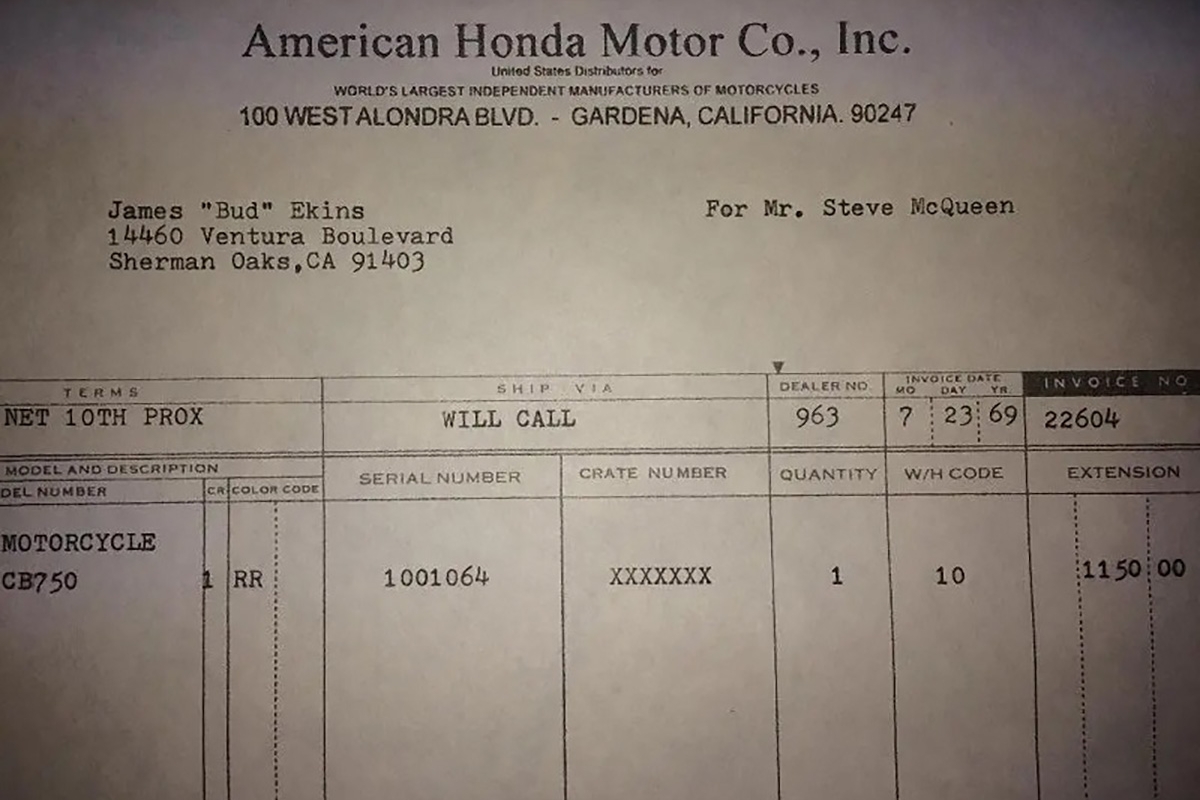 American Honda Motor Co., Inc.
United States Distributors for
WORLD'S LARGEST INDEPENDENT MANUFACTURERS OF MOTORCYCLES
100 WEST ALONDRA BLVD. - GARDENA, CALIFORNIA. 90247
James "Bud" Ekins For Mr. Steve McQueen
14460 Ventura Boulevard
Sherman Oaks,CA 91403
TERMS SHIP VIA DEALER NO. INVOICE DATE INVOICE NO
MO DAY YR.
NET 10TH PROX WILL CALL 963 7 23 69 22604
MODEL AND DESCRIPTION SERIAL NUMBER CRATE NUMBER QUANTITY W/H CODE EXTENSION
DEL NUMBER CR COLOR CODE
MOTORCYCLE
CB750 1 RR 1001064 XXXXXXX 1 10 1150 00